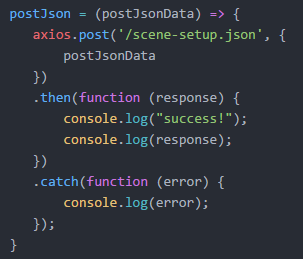 postJson = (postJsonData) => {
axios.post('/scene-setup.json', {
postJsonData
})
.then(function (response) {
console.log("success!");
console.log(response);
})
.catch(function (error) {
console.log(error);
});
}